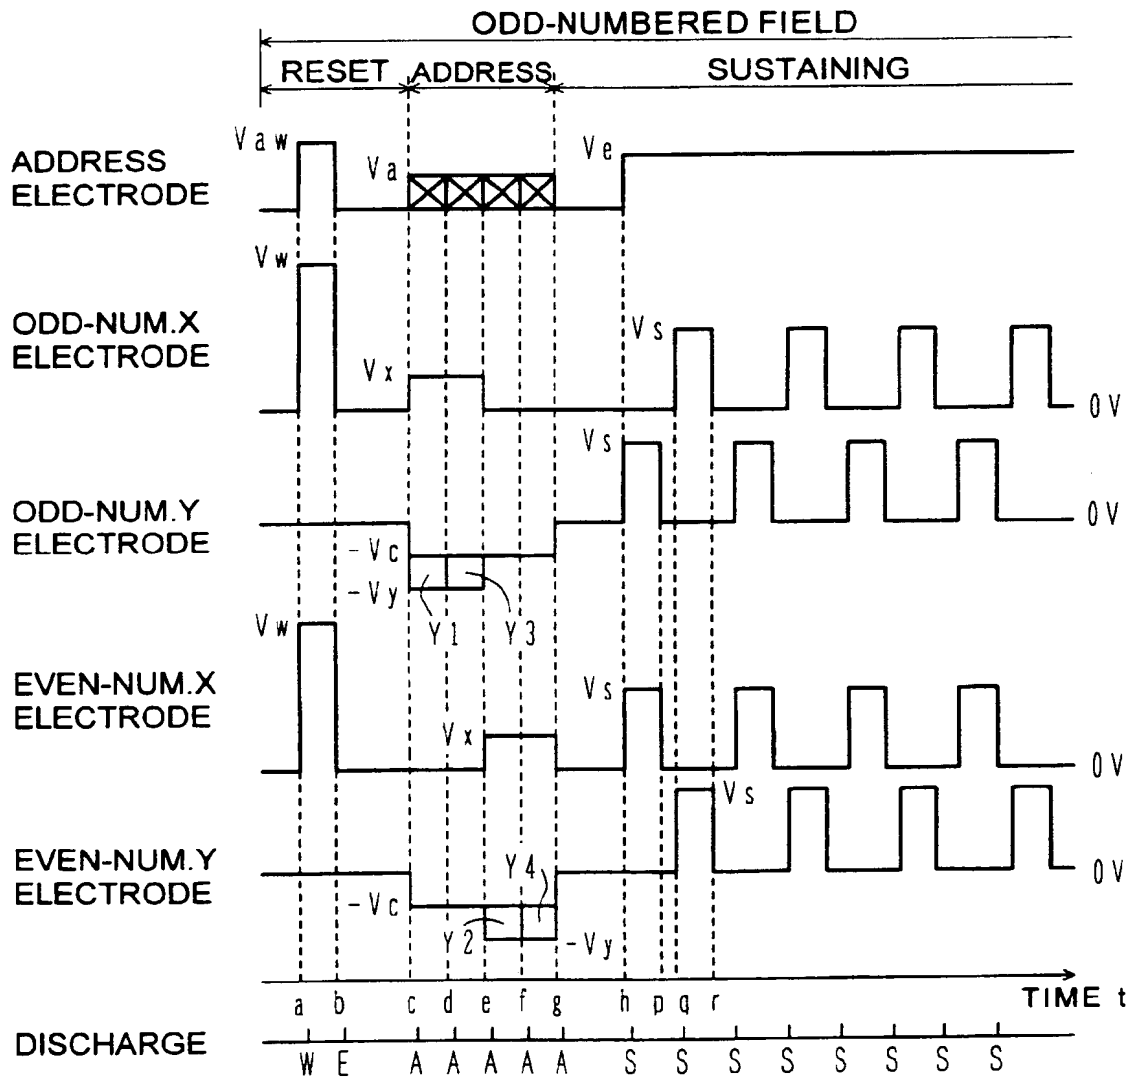 ODD-NUMBERED FIELD
RESET ADDRESS SUSTAINING
Vaw
Va
Ve
ADDRESS
ELECTRODE
Vw
ODD-NUM.X
ELECTRODE
Vx
Vs
0V
Vs
ODD-NUM.Y
ELECTRODE
0V
-Vc
-Vy
Y1 Y3
Vw
EVEN-NUM.X
ELECTRODE
Vs
Vx
0V
Vs
EVEN-NUM.Y
ELECTRODE
Y4
0V
-Vc
Y2
-Vy
a b c d e f g h p q r
TIME t
DISCHARGE
W E A A A A A S S S S S S S S